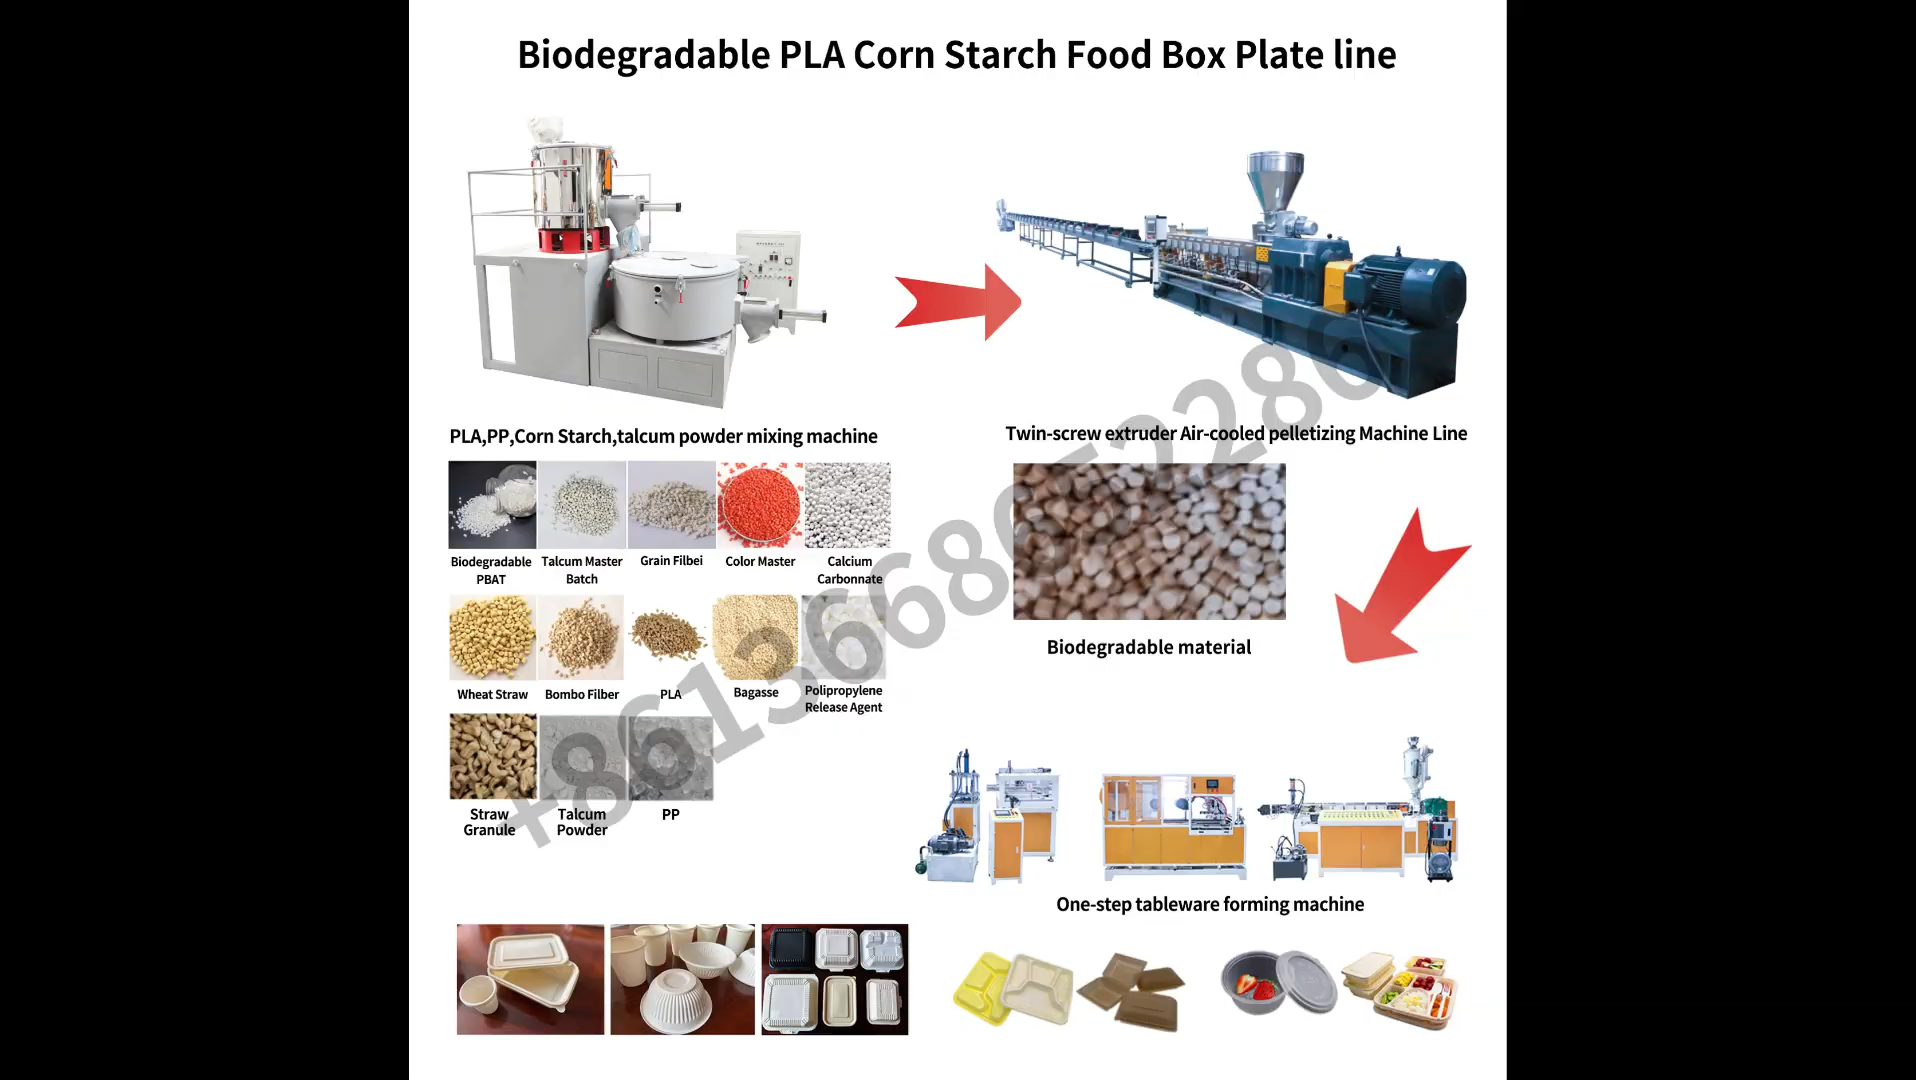 Biodegradable PLA Corn Starch Food Box Plate line
PLA,PP,Corn Starch,talcum powder mixing machine
Twin-screw extruder Air-cooled pelletizing Machine Line
Biodegradable
PBAT
Talcum Master
Batch
Grain Filbei
Color Master
Calcium
Carbonnate
Wheat Straw
Bombo Filber
PLA
Bagasse
Polipropylene
Release Agent
Straw
Granule
Talcum
Powder
PP
Biodegradable material
One-step tableware forming machine
+8613668652286